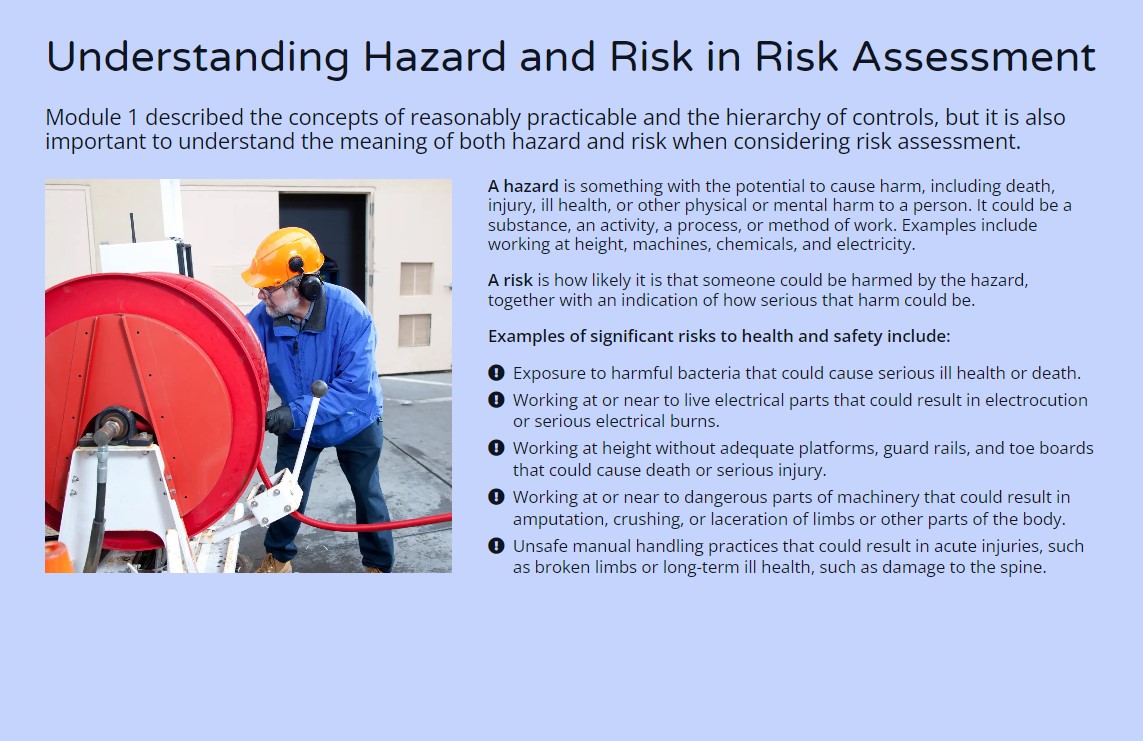 Understanding Hazard and Risk in Risk Assessment
Module 1 described the concepts of reasonably practicable and the hierarchy of controls, but it is also
important to understand the meaning of both hazard and risk when considering risk assessment.
A hazard is something with the potential to cause harm, including death,
injury, ill health, or other physical or mental harm to a person. It could be a
substance, an activity, a process, or method of work. Examples include
working at height, machines, chemicals, and electricity.
A risk is how likely it is that someone could be harmed by the hazard,
together with an indication of how serious that harm could be.
Examples of significant risks to health and safety include:
Exposure to harmful bacteria that could cause serious ill health or death.
Working at or near to live electrical parts that could result in electrocution
or serious electrical burns.
Working at height without adequate platforms, guard rails, and toe boards
that could cause death or serious injury.
Working at or near to dangerous parts of machinery that could result in
amputation, crushing, or laceration of limbs or other parts of the body.
Unsafe manual handling practices that could result in acute injuries, such
as broken limbs or long-term ill health, such as damage to the spine.